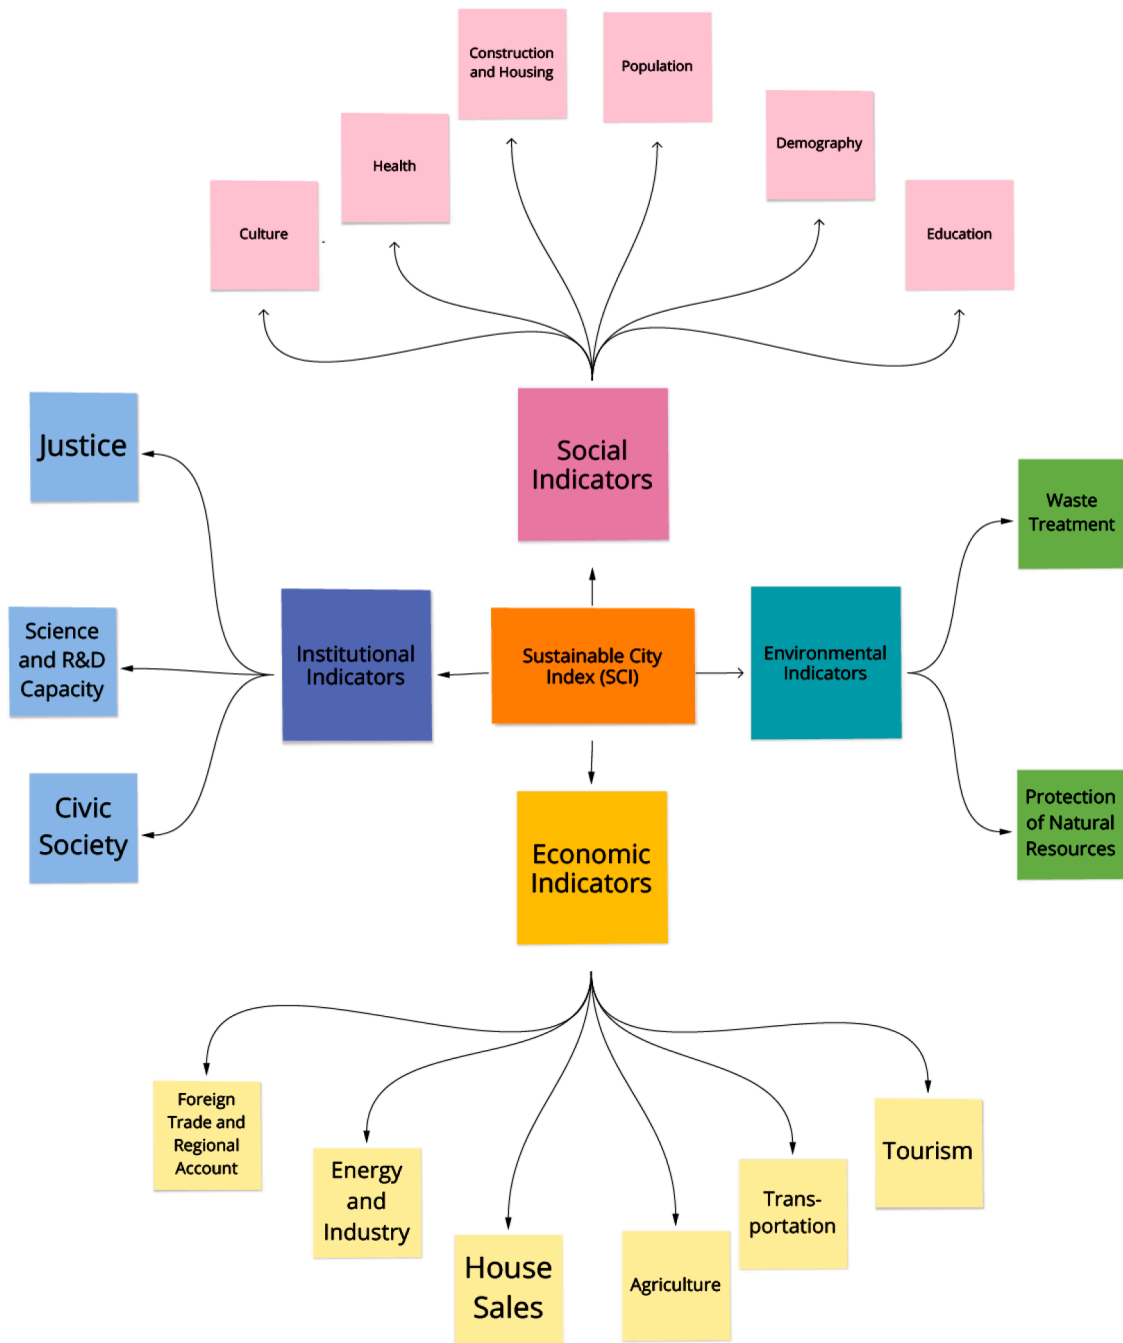 Construction
and Housing
Population
Demography
Health
Culture
Education
Justice
Social
Indicators
Waste
Treatment
Science
and R&D
Capacity
Institutional
Indicators
Sustainable City
Index (SCI)
Environmental
Indicators
Civic
Society
Economic
Indicators
Protection
of Natural
Resources
Foreign
Trade and
Regional
Account
Energy
and
Industry
House
Sales
Agriculture
Trans-
portation
Tourism